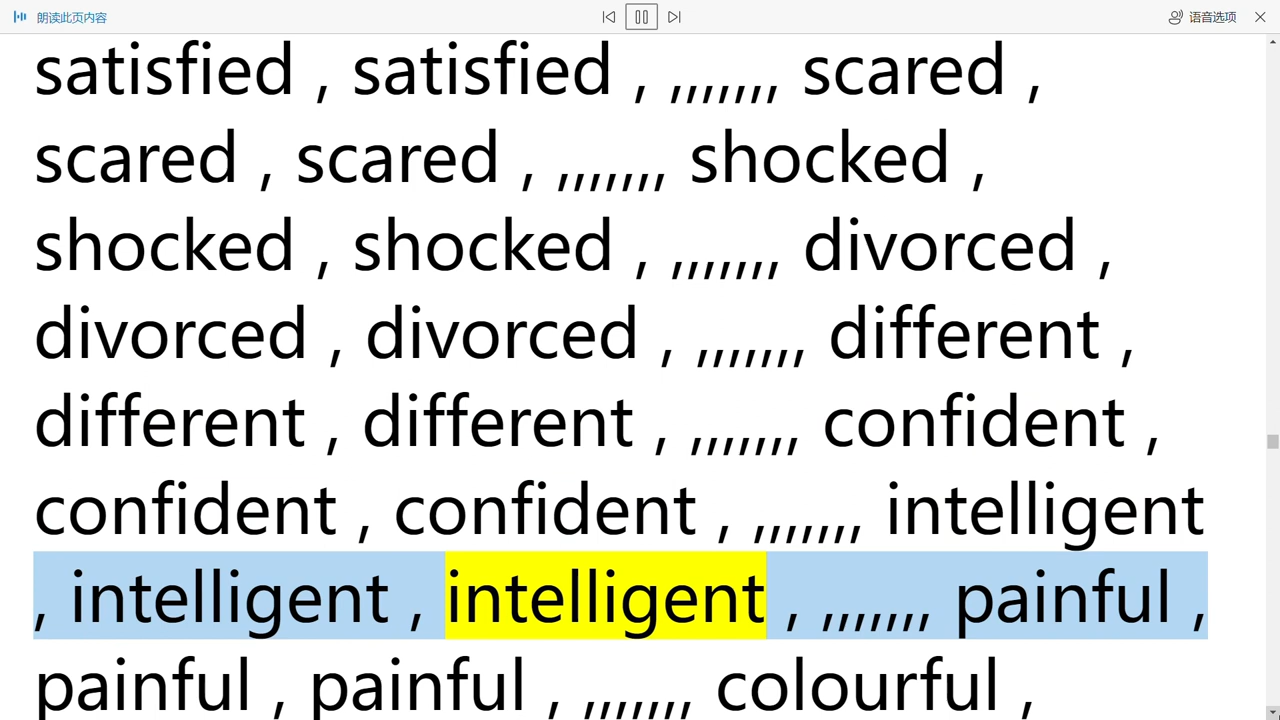 朗读此页内容 语音选项
satisfied , satisfied , ,,,,,,, scared ,
scared , scared , ,,,,,,, shocked ,
shocked , shocked , ,,,,,,, divorced ,
divorced , divorced , ,,,,,,, different ,
different , different , ,,,,,,, confident ,
confident , confident , ,,,,,,, intelligent
, intelligent , intelligent , ,,,,,,, painful ,
painful , painful , ,,,,,,, colourful ,